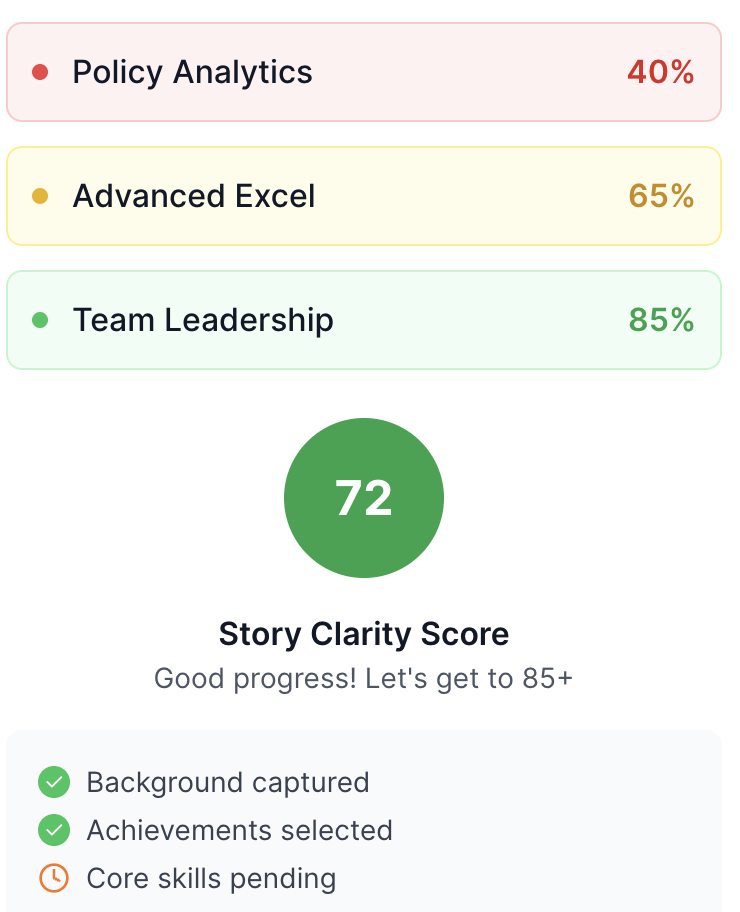 Policy Analytics 40%
Advanced Excel 65%
Team Leadership 85%
72
Story Clarity Score
Good progress! Let's get to 85+
Background captured
Achievements selected
Core skills pending